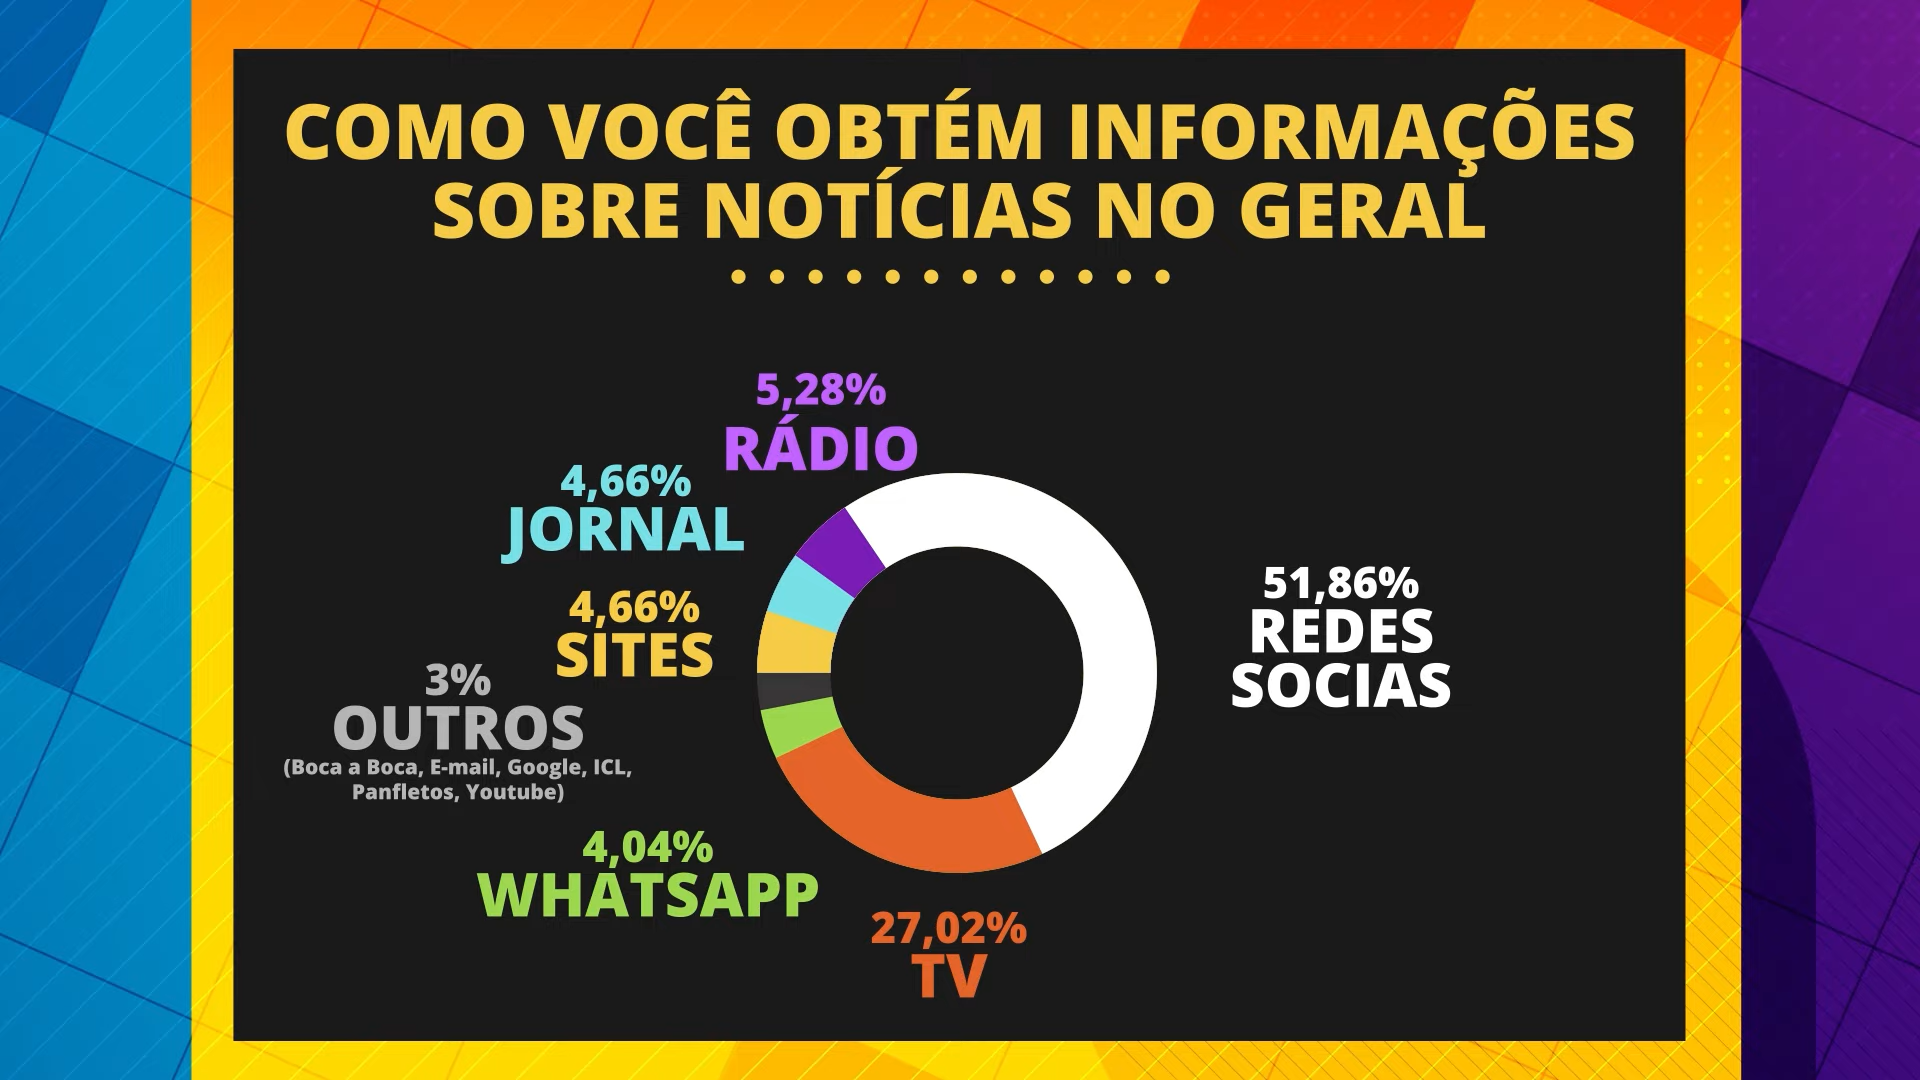 COMO VOCÊ OBTÉM INFORMAÇÕES
SOBRE NOTÍCIAS NO GERAL
5,28%
RÁDIO
4,66%
JORNAL
4,66%
SITES
51,86%
REDES
SOCIAS
3%
OUTROS
(Boca a Boca, E-mail, Google, ICL,
Panfletos, Youtube)
4,04%
WHATSAPP
27,02%
TV